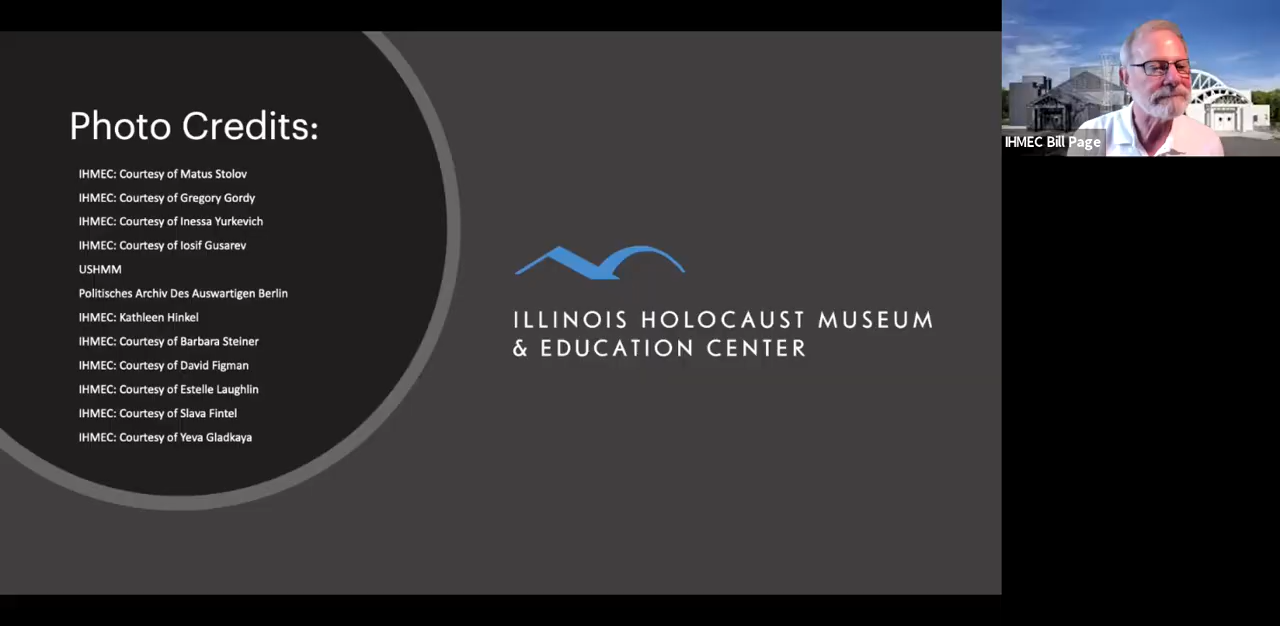 Photo Credits:
IHMEC: Courtesy of Matus Stolov
IHMEC: Courtesy of Gregory Gordy
IHMEC: Courtesy of Inessa Yurkevich
IHMEC: Courtesy of Iosif Gusarev
USHMM
Politisches Archiv Des Auswartigen Berlin
IHMEC: Kathleen Hinkel
IHMEC: Courtesy of Barbara Steiner
IHMEC: Courtesy of David Figman
IHMEC: Courtesy of Estelle Laughlin
IHMEC: Courtesy of Slava Fintel
IHMEC: Courtesy of Yeva Gladkaya
ILLINOIS HOLOCAUST MUSEUM
& EDUCATION CENTER
IHMEC Bill Page